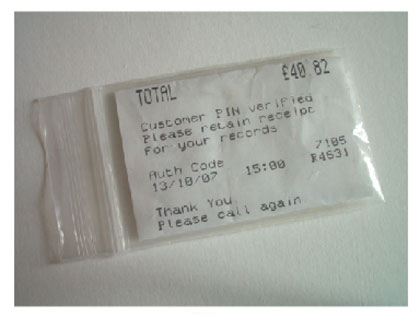 TOTAL £40.82
Customer PIN verified
Please retain receipt
for your records
Auth Code 7105
13/10/07 15:00 R4531
Thank You.
Please call again